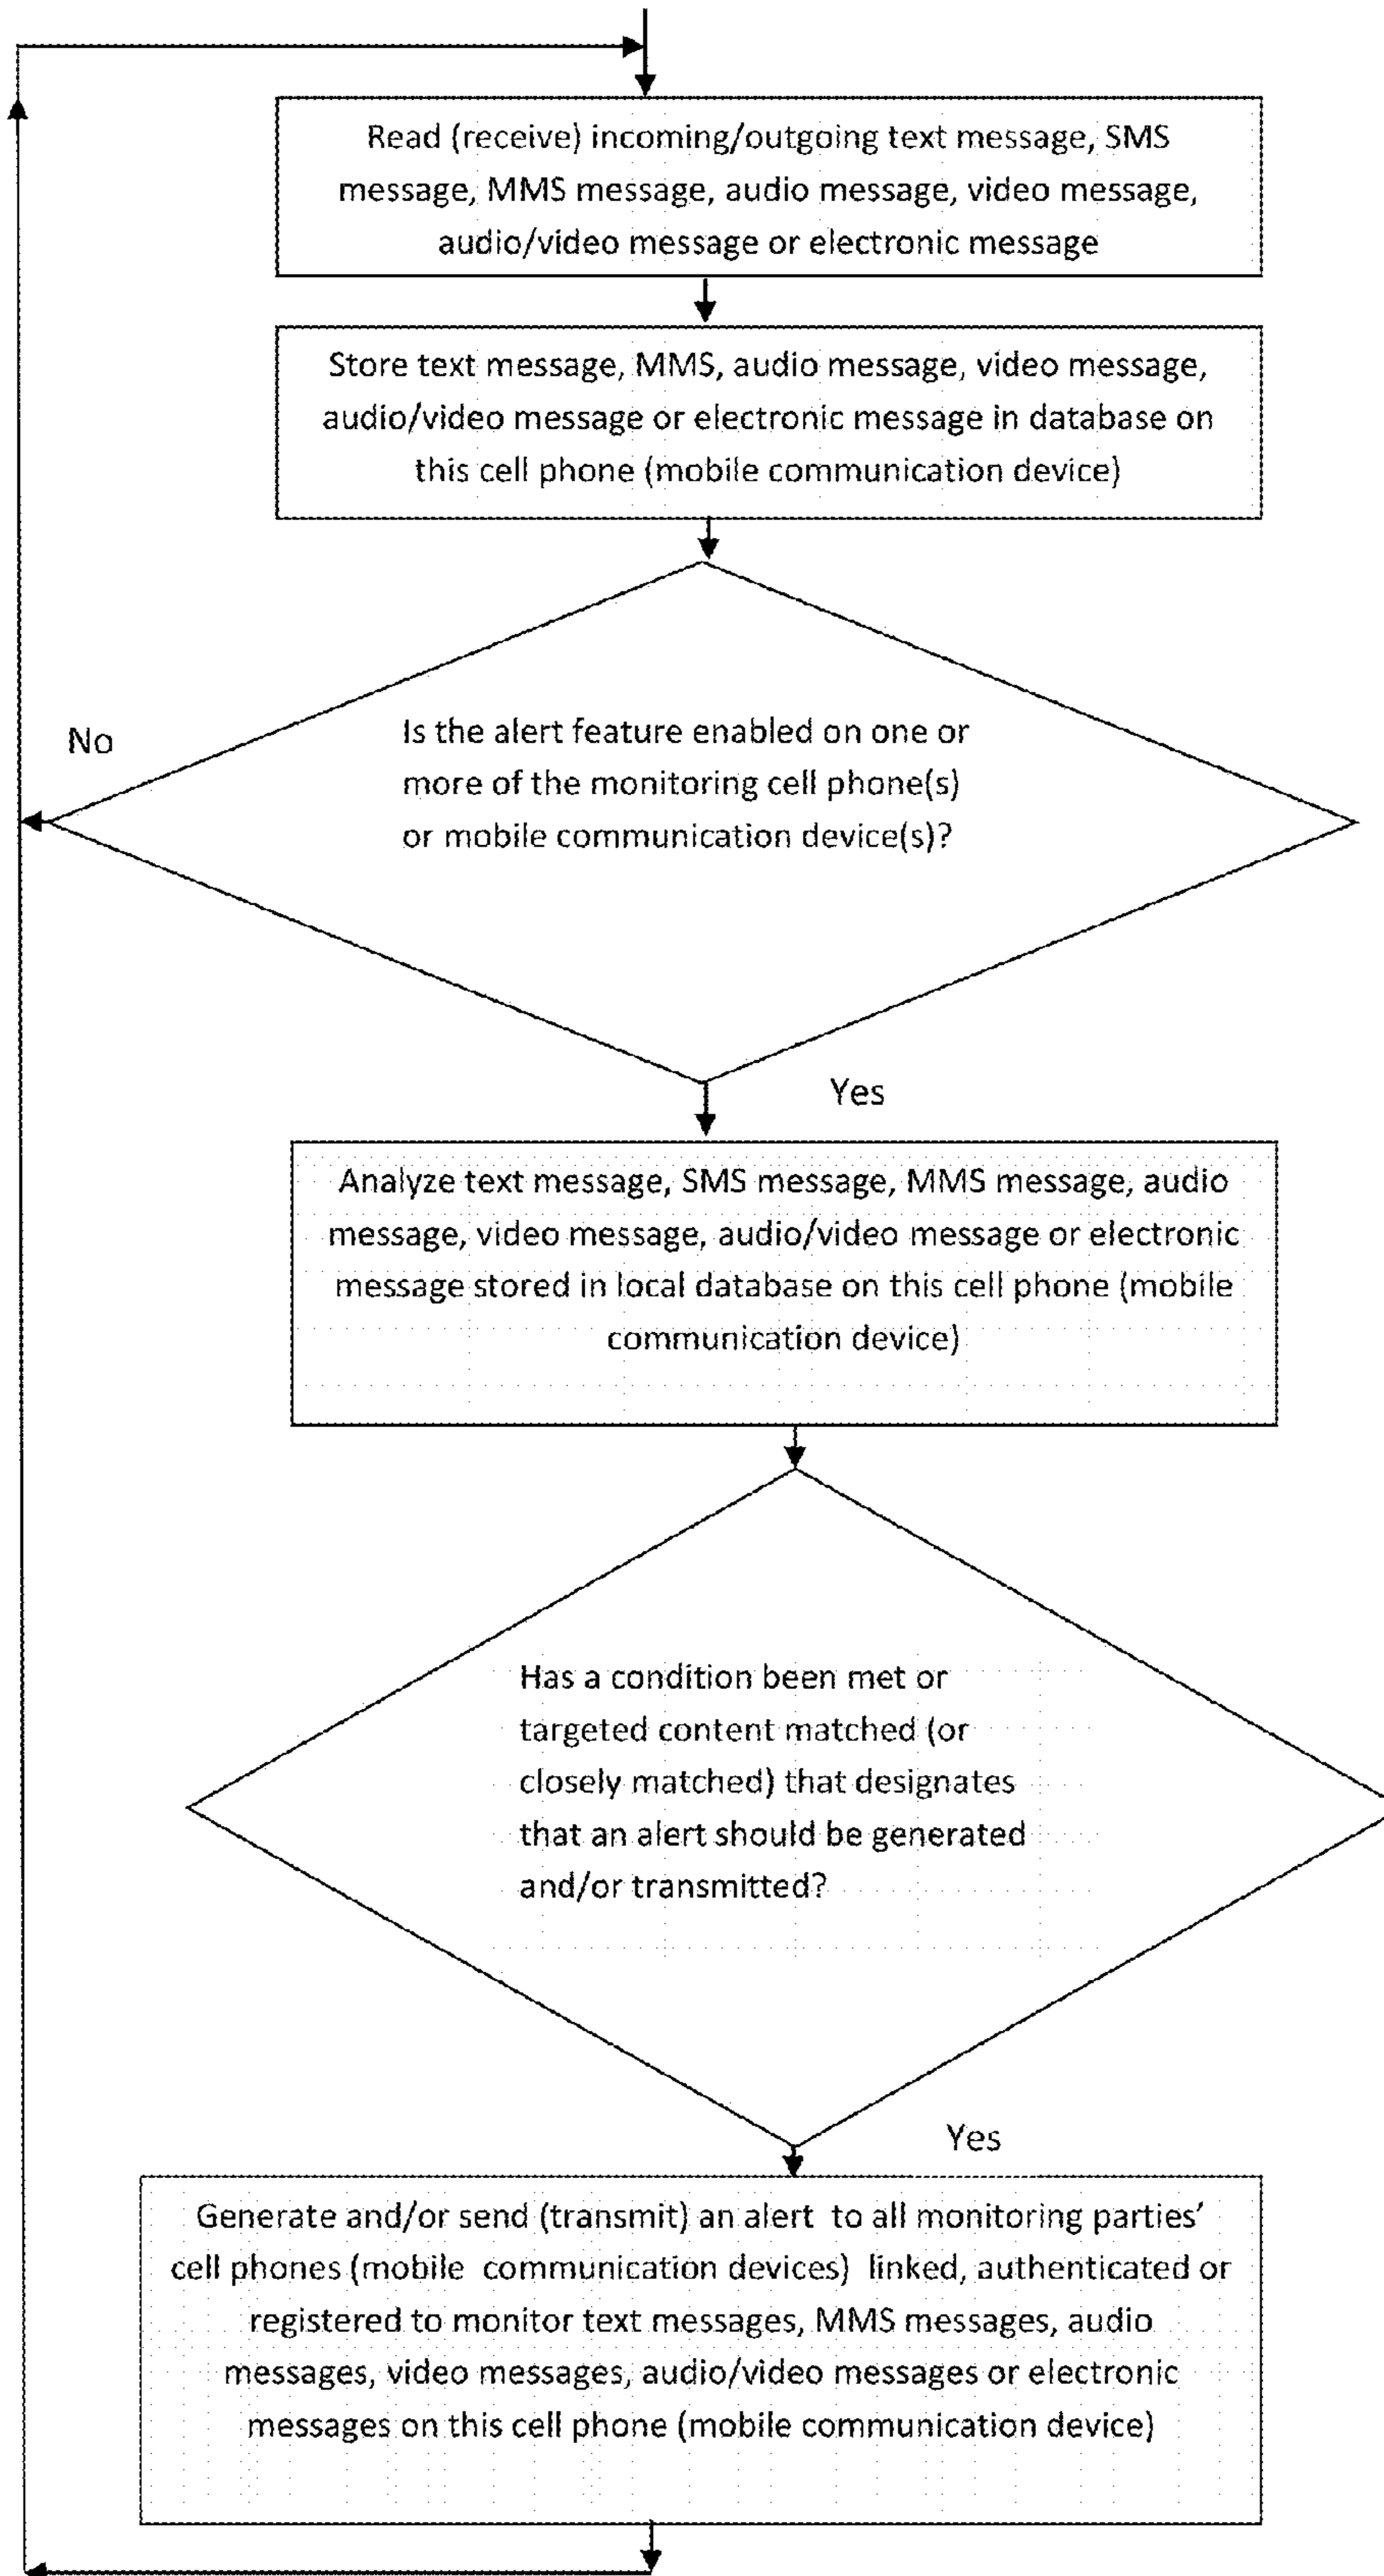 Read (receive) incoming/outgoing text message, SMS
message, MMS message, audio message, video message,
audio/video message or electronic message
Store text message, MMS, audio message, video message,
audio/video message or electronic message in database on
this cell phone (mobile communication device)
No
Is the alert feature enabled on one or
more of the monitoring cell phone(s)
or mobile communication device(s)?
Yes
Analyze text message, SMS message, MMS message, audio
message, video message, audio/video message or electronic
message stored in local database on this cell phone (mobile
communication device)
Has a condition been met or
targeted content matched (or
closely matched) that designates
that an alert should be generated
and/or transmitted?
Yes
Generate and/or send (transmit) an alert to all monitoring parties’
cell phones (mobile communication devices) linked, authenticated or
registered to monitor text messages, MMS messages, audio
messages, video messages, audio/video messages or electronic
messages on this cell phone (mobile communication device)